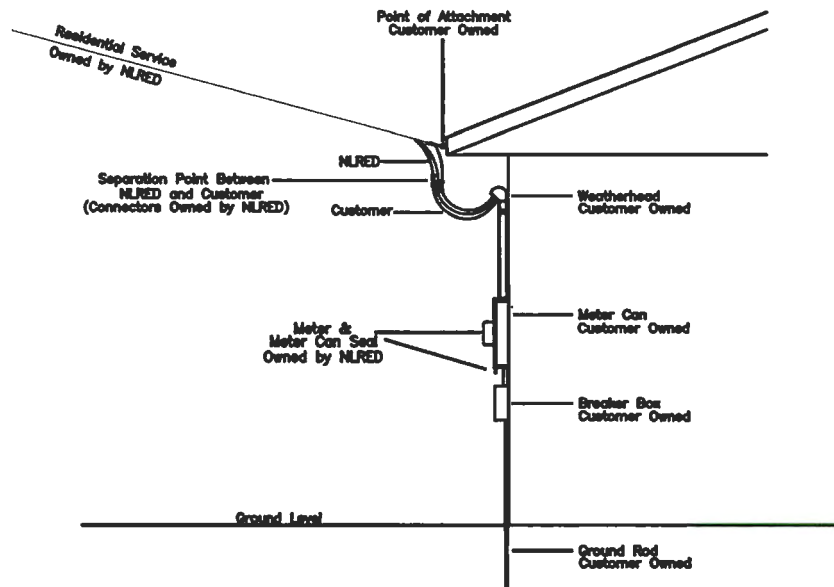 Point of Attachment
Customer Owned
Residential Service
Owned by NLRED
NLRED
Separation Point Between
NLRED and Customer
(Connectors Owned by NLRED)
Customer
Weatherhead
Customer Owned
Meter &
Meter Can Seal
Owned by NLRED
Meter Can
Customer Owned
Breaker Box
Customer Owned
Ground Level
Ground Rod
Customer Owned